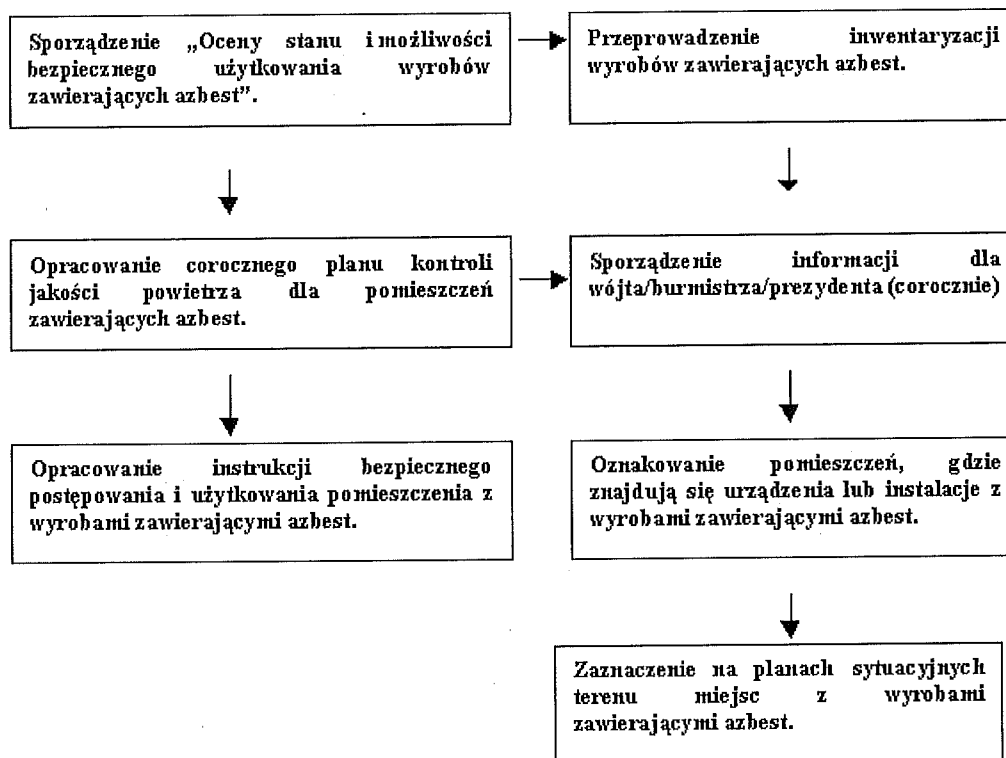 Sporządzenie „Oceny stanu i możliwości
bezpiecznego użytkowania wyrobów
zawierających azbest”.
Przeprowadzenie inwentaryzacji
wyrobów zawierających azbest.
Opracowanie corocznego planu kontroli
jakości powietrza dla pomieszczeń
zawierających azbest.
Sporządzenie informacji dla
wójta/burmistrza/prezydenta (corocznie)
Opracowanie instrukcji bezpiecznego
postępowania i użytkowania pomieszczenia z
wyrobami zawierającymi azbest.
Oznakowanie pomieszczeń, gdzie
znajdują się urządzenia lub instalacje z
wyrobami zawierającymi azbest.
Zaznaczenie na planach sytuacyjnych
terenu miejsc z wyrobami
zawierającymi azbest.